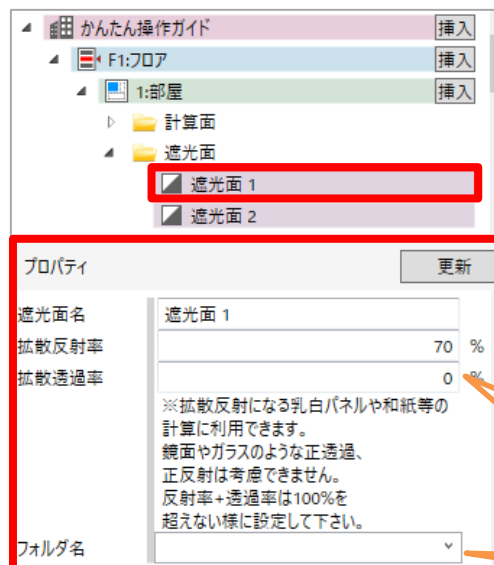 かんたん操作ガイド 挿入
F1:フロア 挿入
1:部屋 挿入
計算面
遮光面
遮光面 1
遮光面 2
プロパティ 更新
遮光面名 遮光面 1
拡散反射率 70 %
拡散透過率 0 %
※拡散反射になる乳白パネルや和紙等の
計算に利用できます。
鏡面やガラスのような正透過、
正反射は考慮できません。
反射率+透過率は100%を
超えない様に設定して下さい。
フォルダ名